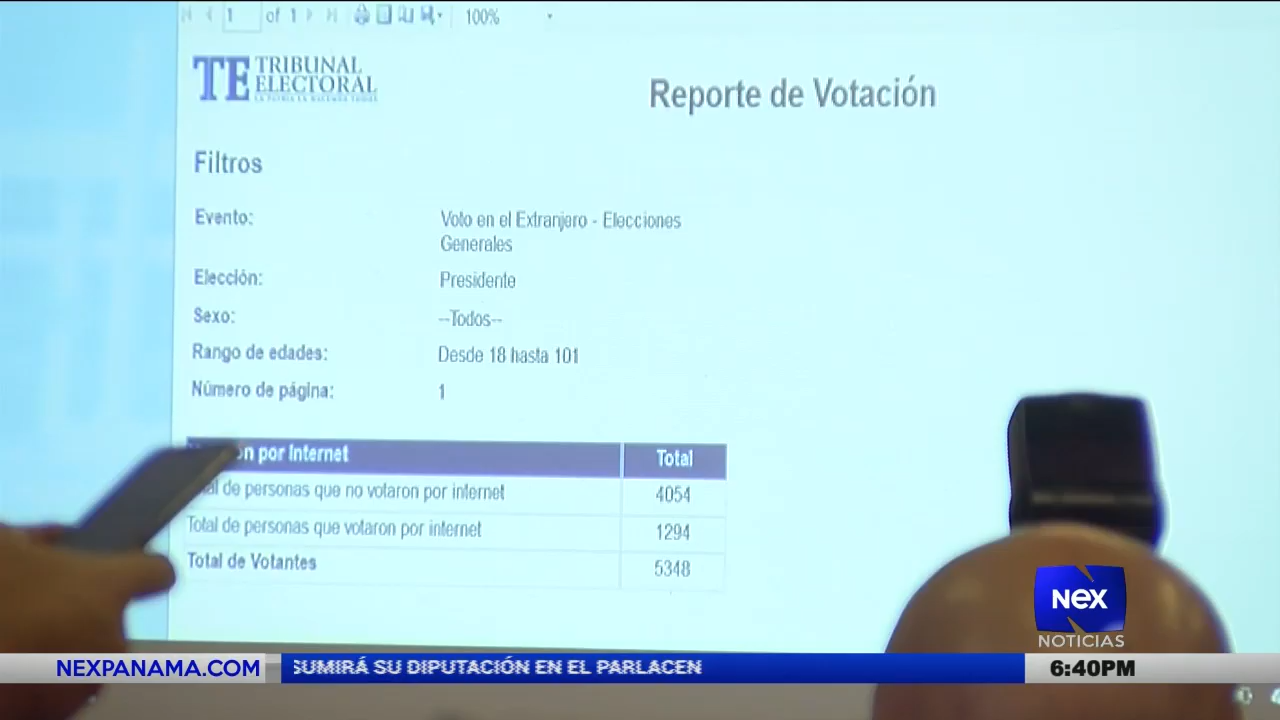 1 of 1 100%
TE TRIBUNAL
ELECTORAL
Reporte de Votación
Filtros
Evento: Voto en el Extranjero - Elecciones
Generales
Elección: Presidente
Sexo: --Todos--
Rango de edades: Desde 18 hasta 101
Número de página: 1
por Internet Total
de personas que no votaron por internet 4054
Total de personas que votaron por internet 1294
Total de Votantes 5348
nex
NOTICIAS
NEXPANAMA.COM SUMIRÁ SU DIPUTACIÓN EN EL PARLACEN 6:40PM